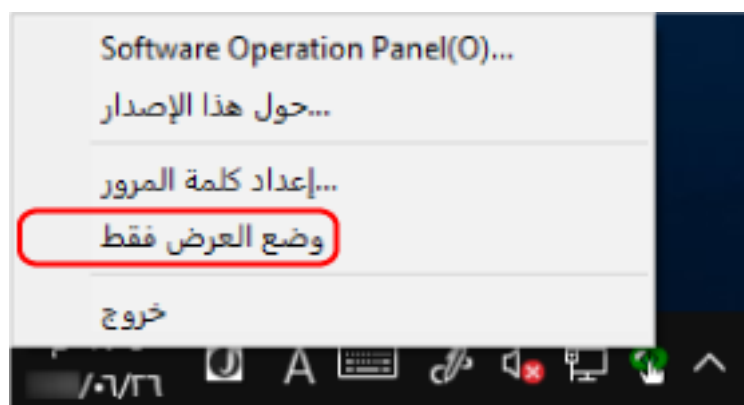 Software Operation Panel(O)...
حول هذا الإصدار...
إعداد كلمة المرور...
وضع العرض فقط
خروج
A
/٠٦/٢٦